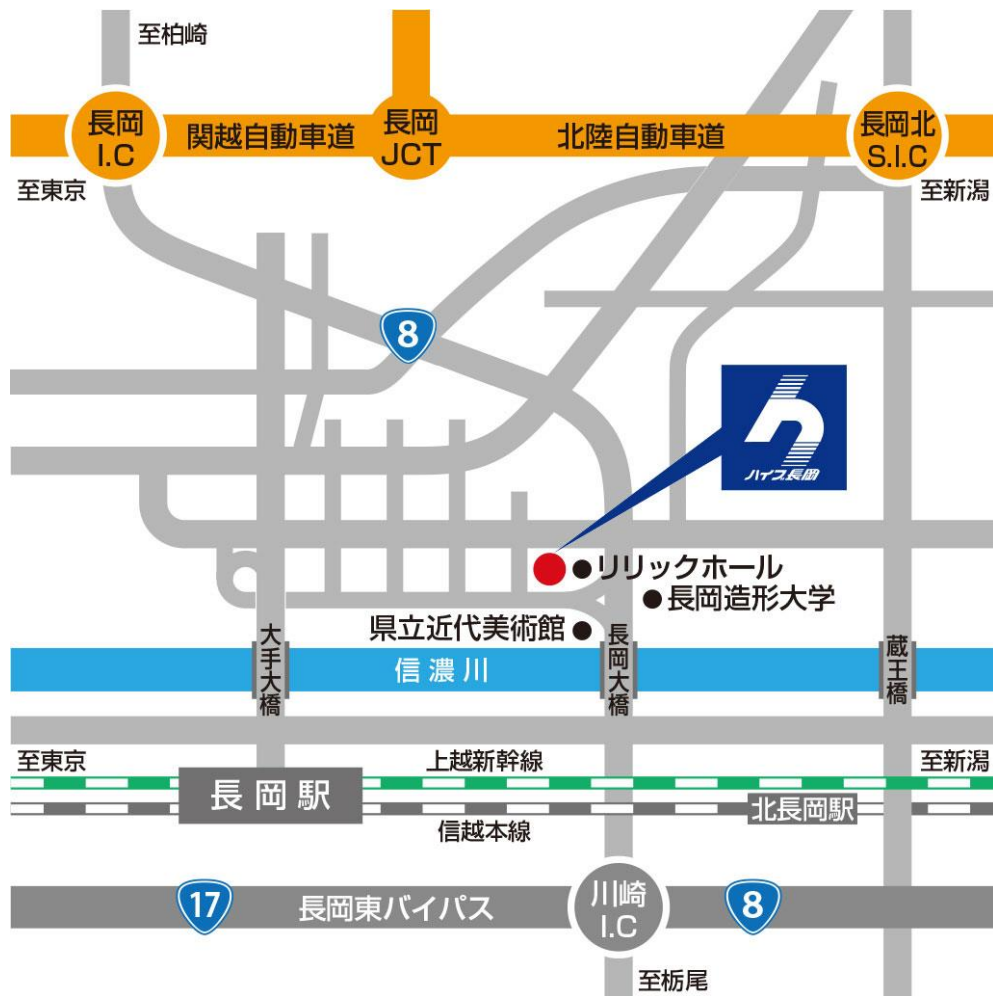 至柏崎
長岡
I.C
関越自動車道
長岡
JCT
北陸自動車道
長岡北
S.I.C
至東京
至新潟
8
ハイブ長岡
リリックホール
長岡造形大学
県立近代美術館
大手大橋
信濃川
長岡大橋
蔵王橋
至東京
上越新幹線
至新潟
長岡駅
北長岡駅
信越本線
17
長岡東バイパス
川崎
I.C
8
至栃尾